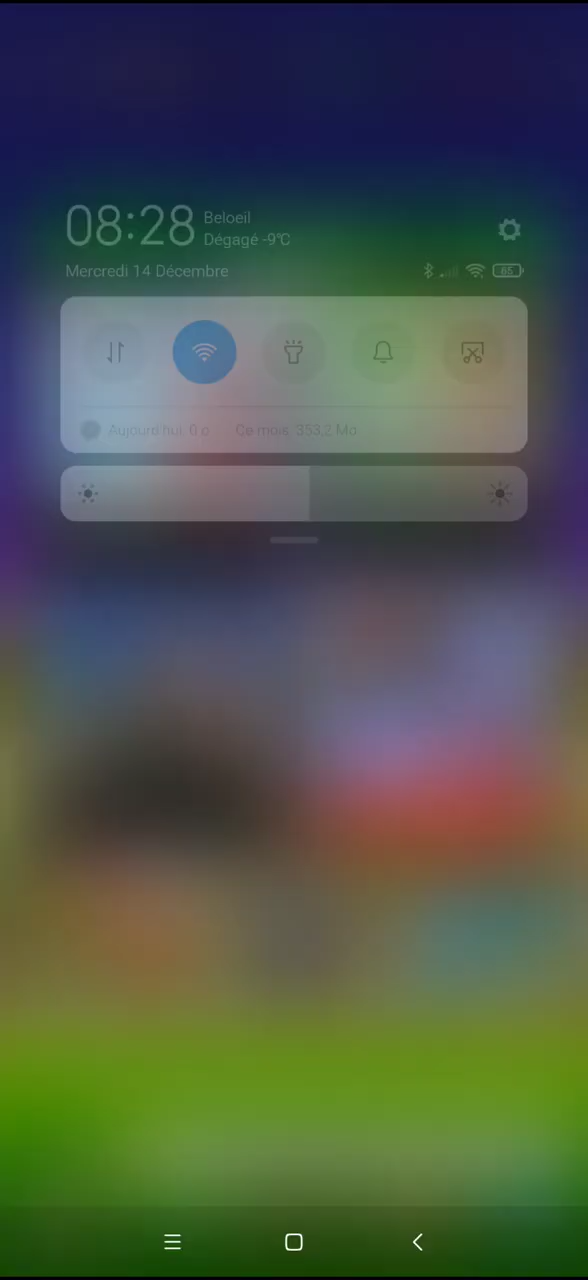 08:28
Beloeil
Dégagé -9°C
Mercredi 14 Décembre
65
Aujourd'hui: 0 o
Ce mois: 353,2 Mo